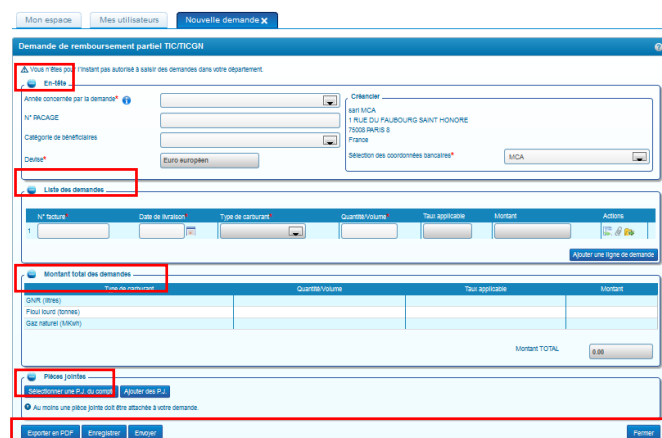 Mon espace Mes utilisateurs Nouvelle demande x
Demande de remboursement partiel TIC/TICGN
Vous n'êtes pour l'instant pas autorisé à saisir des demandes dans votre département.
En-tête
Année concernée par la demande*
N° PACAGE
Catégorie de bénéficiaires
Devise* Euro européen
Créancier
sarl MCA
1 RUE DU FAUBOURG SAINT HONORE
75008 PARIS 8
France
Sélection des coordonnées bancaires* MCA
Liste des demandes
N° facture* Date de livraison* Type de carburant* Quantité/Volume* Taux applicable Montant Actions
1
Ajouter une ligne de demande
Montant total des demandes
Type de carburant Quantité/Volume Taux applicable Montant
GNR (litres)
Fioul lourd (tonnes)
Gaz naturel (MKwh)
Montant TOTAL 0.00
Pièces jointes
Sélectionner une P.J. du compte Ajouter des P.J.
Au moins une pièce jointe doit être attachée à votre demande.
Exporter en PDF Enregistrer Envoyer Fermer